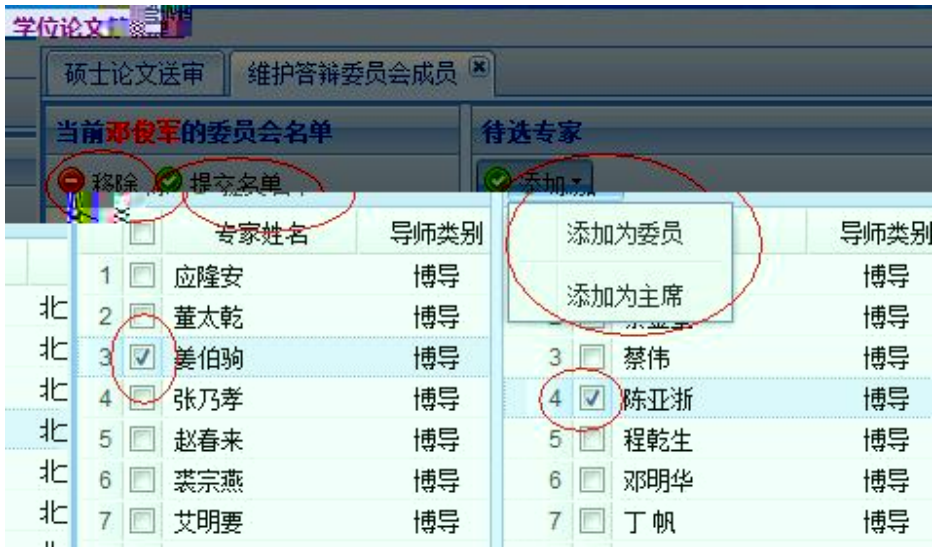 学位论文
硕士论文送审 维护答辩委员会成员
当前邓俊军的委员会名单 待选专家
移除 提交名单 添加
专家姓名 导师类别 添加为委员 导师类别
1 应隆安 博导 博导
添加为主席
北 2 董太乾 博导 博导
北 3 姜伯驹 博导 3 蔡伟 博导
北 4 张乃孝 博导 4 陈亚浙 博导
北 5 赵春来 博导 5 程乾生 博导
北 6 裘宗燕 博导 6 邓明华 博导
北 7 艾明要 博导 7 丁帆 博导